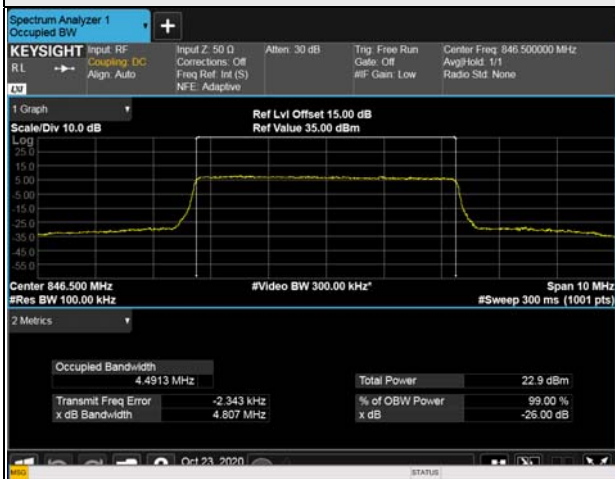 Spectrum Analyzer 1
Occupied BW
+
KEYSIGHT
RL
LXI
Input: RF
Coupling: DC
Align: Auto
Input Z: 50 Ω
Corrections: Off
Freq Ref: Int (S)
NFE: Adaptive
Atten: 30 dB
Trig: Free Run
Gate: Off
#IF Gain: Low
Center Freq: 846.500000 MHz
Avg|Hold: 1/1
Radio Std: None
1 Graph
Scale/Div 10.0 dB
Ref Lvl Offset 15.00 dB
Ref Value 35.00 dBm
Log
25.0
15.0
5.00
-5.00
-15.0
-25.0
-35.0
-45.0
-55.0
Center 846.500 MHz
#Res BW 100.00 kHz
#Video BW 300.00 kHz*
Span 10 MHz
#Sweep 300 ms (1001 pts)
2 Metrics
Occupied Bandwidth
4.4913 MHz
Transmit Freq Error -2.343 kHz
x dB Bandwidth 4.807 MHz
Total Power 22.9 dBm
% of OBW Power 99.00 %
x dB -26.00 dB
Oct 23, 2020
MSG
STATUS